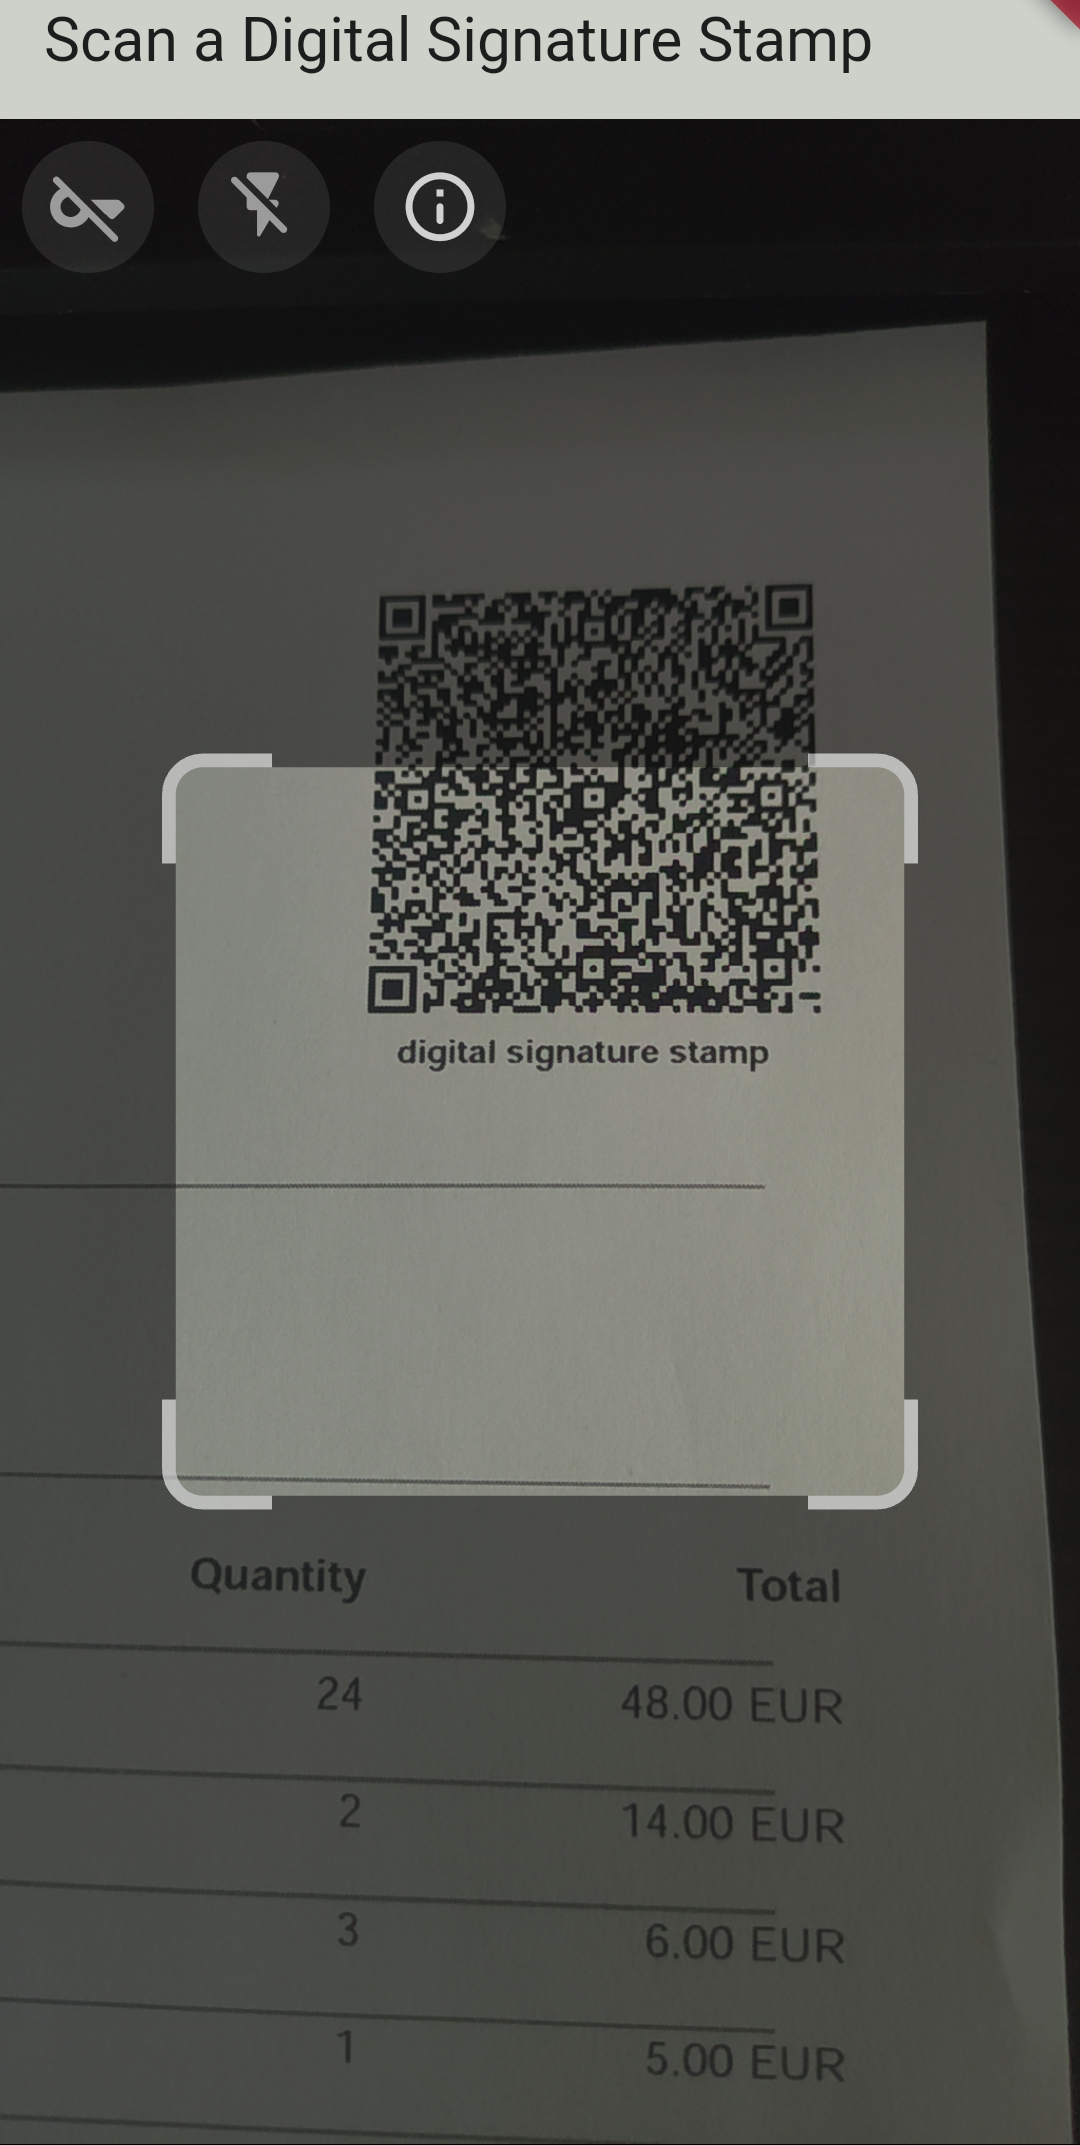 Scan a Digital Signature Stamp
digital signature stamp
Quantity Total
24 48.00 EUR
2 14.00 EUR
3 6.00 EUR
1 5.00 EUR